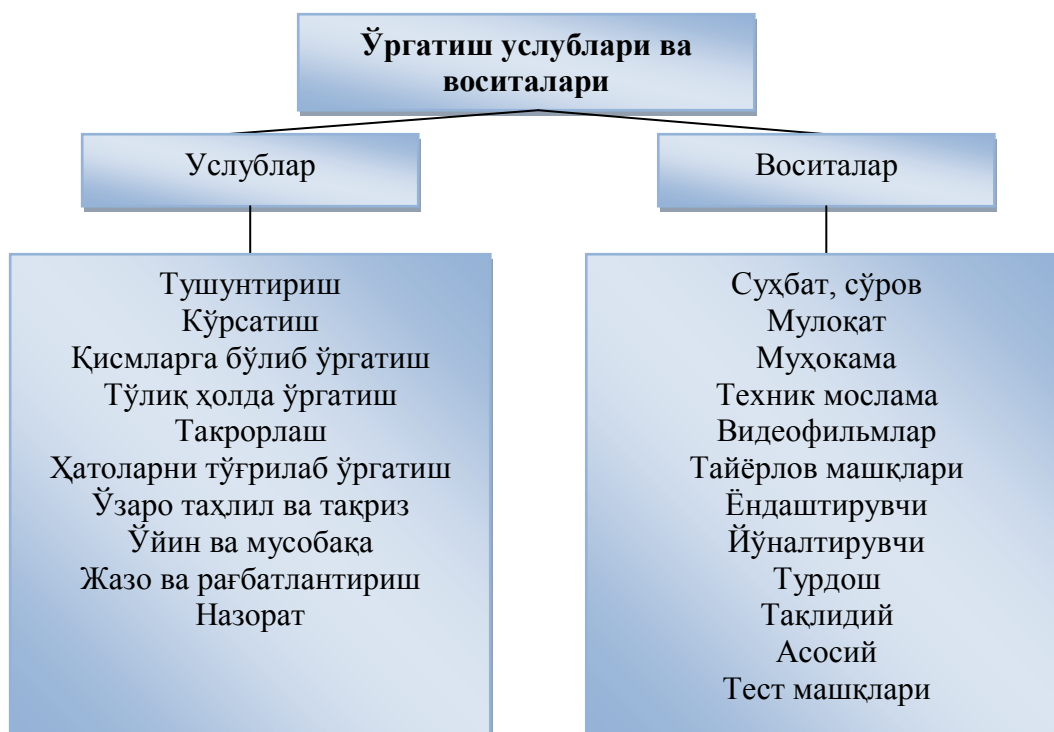 Ўргатиш услублари ва
воситалари
Услублар
Воситалар
Тушунтириш
Кўрсатиш
Қисмларга бўлиб ўргатиш
Тўлиқ ҳолда ўргатиш
Такрорлаш
Ҳатоларни тўғрилаб ўргатиш
Ўзаро таҳлил ва тақриз
Ўйин ва мусобақа
Жазо ва рағбатлантириш
Назорат
Суҳбат, сўров
Мулоқат
Муҳокама
Техник мослама
Видеофильмлар
Тайёрлов машқлари
Ёндаштирувчи
Йўналтирувчи
Турдош
Тақлидий
Асосий
Тест машқлари